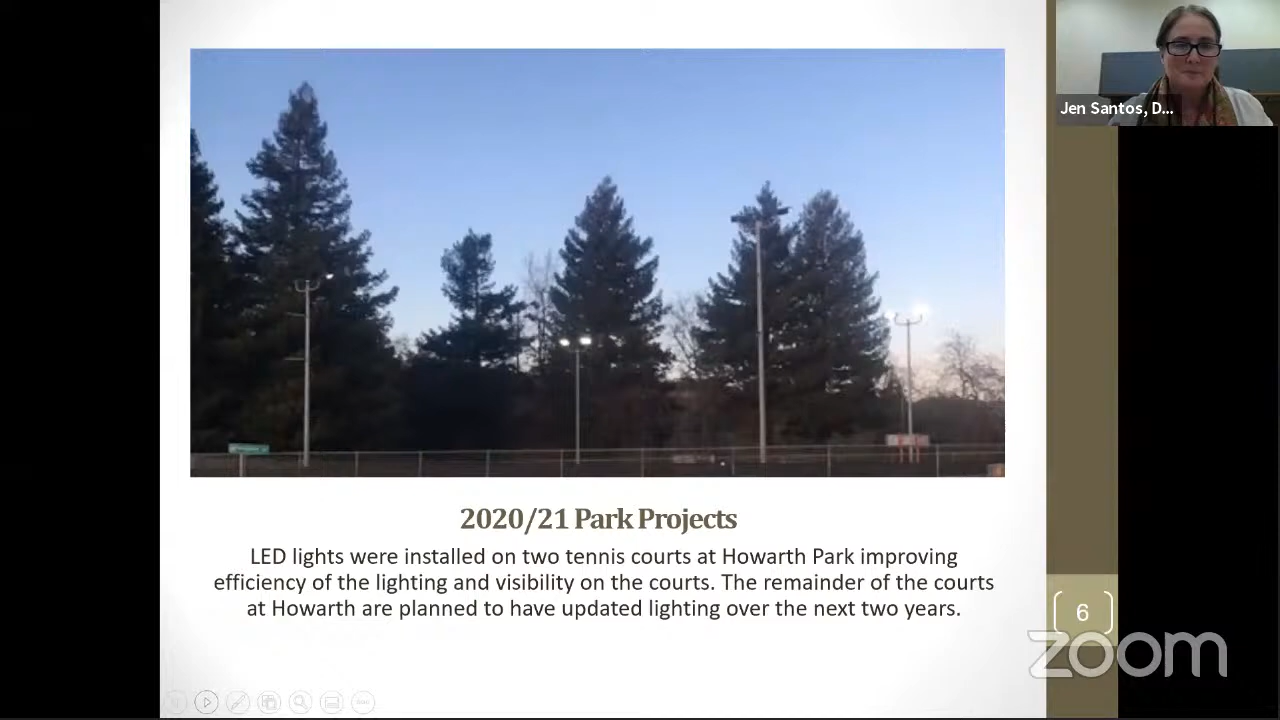 Jen Santos, D...
2020/21 Park Projects
LED lights were installed on two tennis courts at Howarth Park improving
efficiency of the lighting and visibility on the courts. The remainder of the courts
at Howarth are planned to have updated lighting over the next two years.
6
zoom